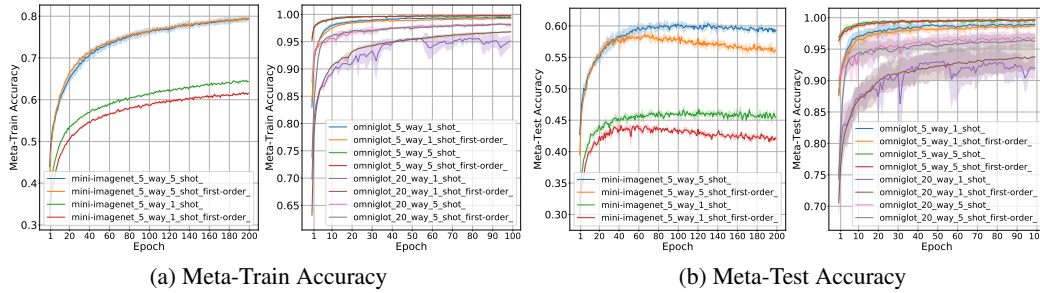 Meta-Train Accuracy
0.8
0.7
0.6
0.5
0.4
0.3
mini-imagenet_5_way_5_shot_
mini-imagenet_5_way_5_shot_first-order_
mini-imagenet_5_way_1_shot_
mini-imagenet_5_way_1_shot_first-order_
1 20 40 60 80 100 120 140 160 180 200
Epoch
Meta-Train Accuracy
1.00
0.95
0.90
0.85
0.80
0.75
0.70
0.65
omniglot_5_way_1_shot_
omniglot_5_way_1_shot_first-order_
omniglot_5_way_5_shot_
omniglot_5_way_5_shot_first-order_
omniglot_20_way_1_shot_
omniglot_20_way_5_shot_
omniglot_20_way_5_shot_first-order_
1 10 20 30 40 50 60 70 80 90 100
Epoch
(a) Meta-Train Accuracy
Meta-Test Accuracy
0.60
0.55
0.50
0.45
0.40
0.35
0.30
mini-imagenet_5_way_5_shot_
mini-imagenet_5_way_5_shot_first-order_
mini-imagenet_5_way_1_shot_
mini-imagenet_5_way_1_shot_first-order_
1 20 40 60 80 100 120 140 160 180 200
Epoch
Meta-Test Accuracy
1.00
0.95
0.90
0.85
0.80
0.75
0.70
omniglot_5_way_1_shot_
omniglot_5_way_1_shot_first-order_
omniglot_5_way_5_shot_
omniglot_5_way_5_shot_first-order_
omniglot_20_way_1_shot_
omniglot_20_way_5_shot_
omniglot_20_way_5_shot_first-order_
1 10 20 30 40 50 60 70 80 90
Epoch
(b) Meta-Test Accuracy